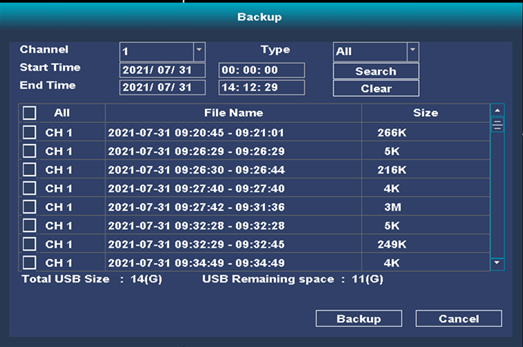 Backup
Channel 1 Type All
Start Time 2021/ 07/ 31 00: 00: 00 Search
End Time 2021/ 07/ 31 14: 12: 29 Clear
All File Name Size
CH 1 2021-07-31 09:20:45 - 09:21:01 266K
CH 1 2021-07-31 09:26:29 - 09:26:29 5K
CH 1 2021-07-31 09:26:30 - 09:26:44 216K
CH 1 2021-07-31 09:27:40 - 09:27:40 4K
CH 1 2021-07-31 09:27:42 - 09:31:36 3M
CH 1 2021-07-31 09:32:28 - 09:32:28 5K
CH 1 2021-07-31 09:32:29 - 09:32:45 249K
CH 1 2021-07-31 09:34:49 - 09:34:49 4K
Total USB Size : 14(G) USB Remaining space : 11(G)
Backup Cancel